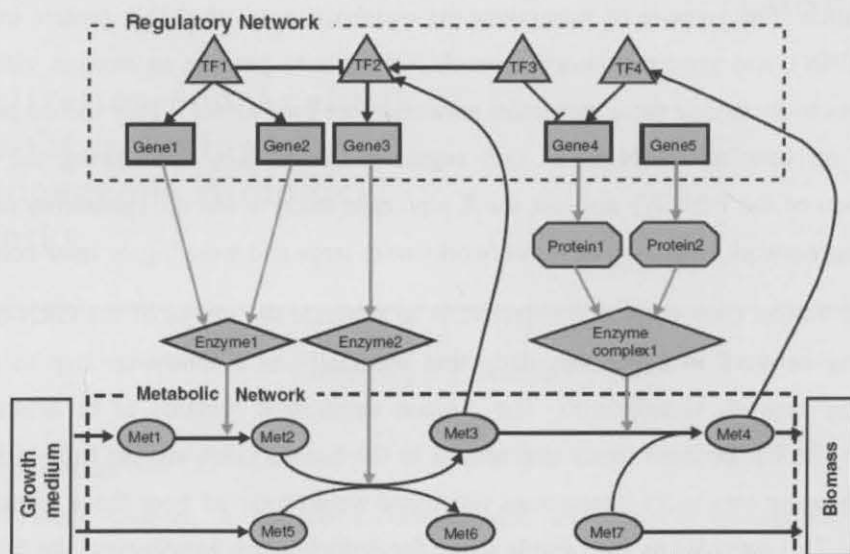 Regulatory Network
TF1
TF2
TF3
TF4
Gene1
Gene2
Gene3
Gene4
Gene5
Protein1
Protein2
Enzyme1
Enzyme2
Enzyme
complex1
Metabolic Network
Met1
Met2
Met3
Met4
Growth
medium
Biomass
Met5
Met6
Met7